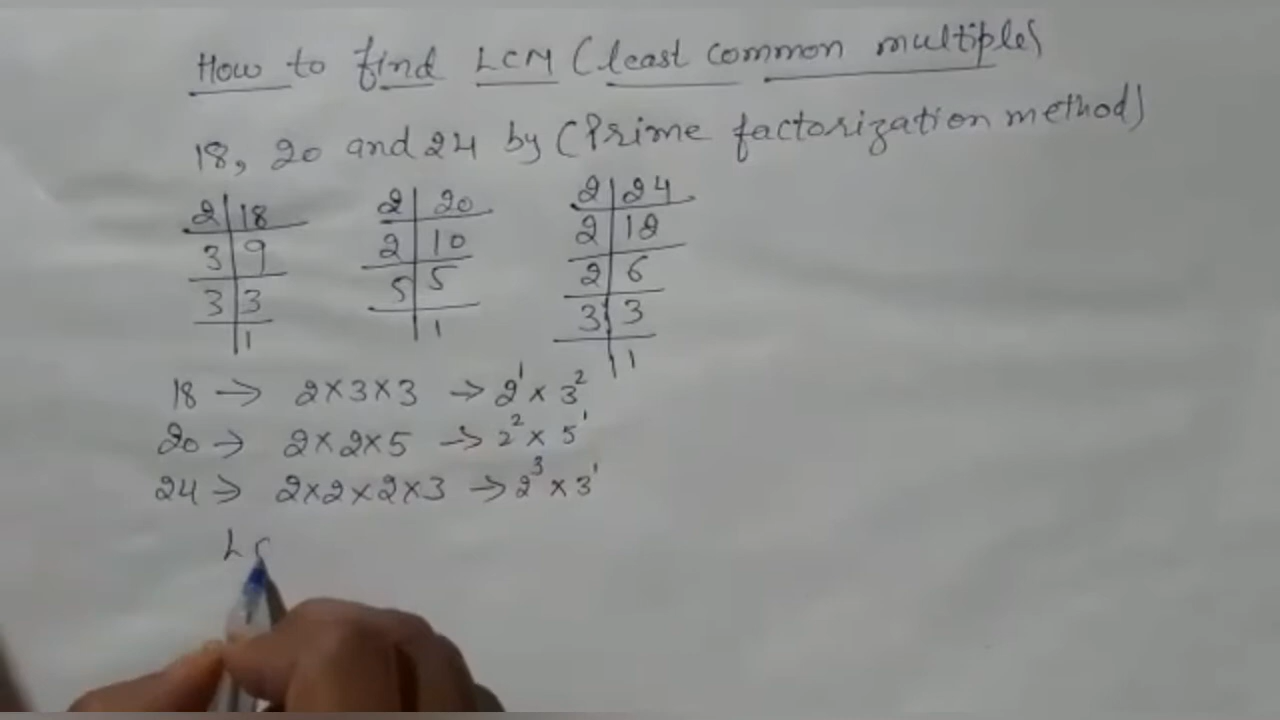 How to find LCM (least common multiples
18, 20 and 24 by (Prime factorization method)
2 | 18
3 | 9
3 | 3
1
2 | 20
2 | 10
5 | 5
1
2 | 24
2 | 12
2 | 6
3 | 3
1
18 → 2×3×3 → 2¹ × 3²
20 → 2×2×5 → 2² × 5¹
24 → 2×2×2×3 → 2³ × 3¹
LC